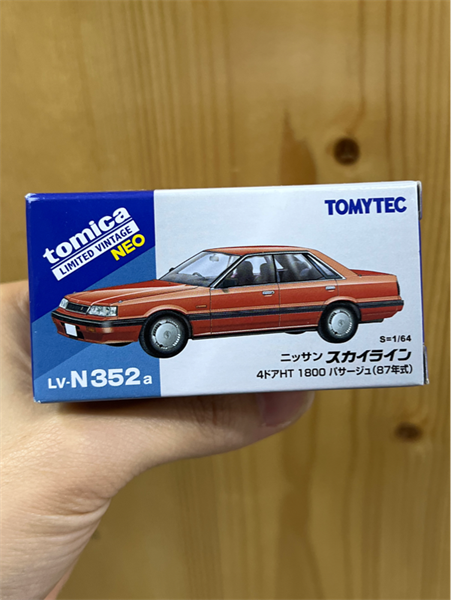 tomica
LIMITED VINTAGE
NEO
TOMYTEC
S=1/64
LV-N352a
ニッサン スカイライン
4ドアHT 1800 パサージュ(87年式)